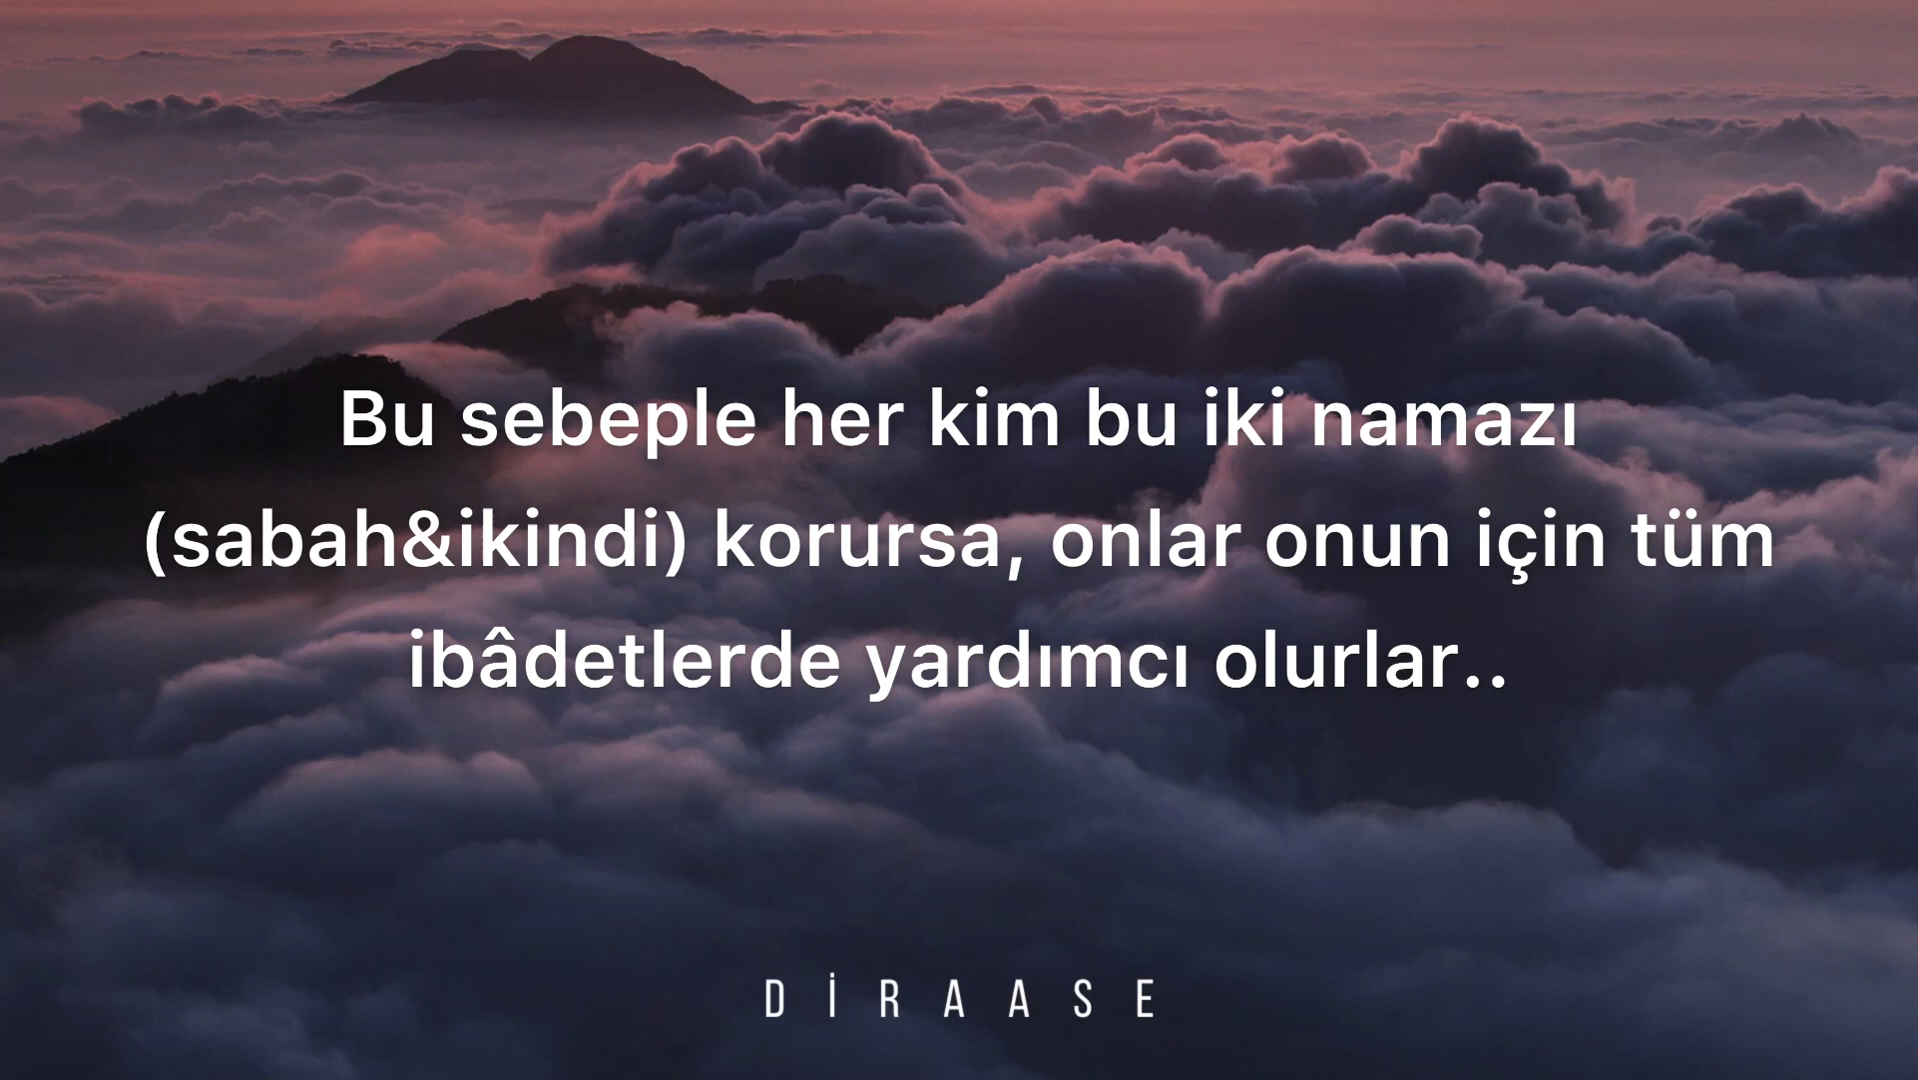 Bu sebeple her kim bu iki namazı
(sabah&ikindi) korursa, onlar onun için tüm
ibâdetlerde yardımcı olurlar..
DİRAASE